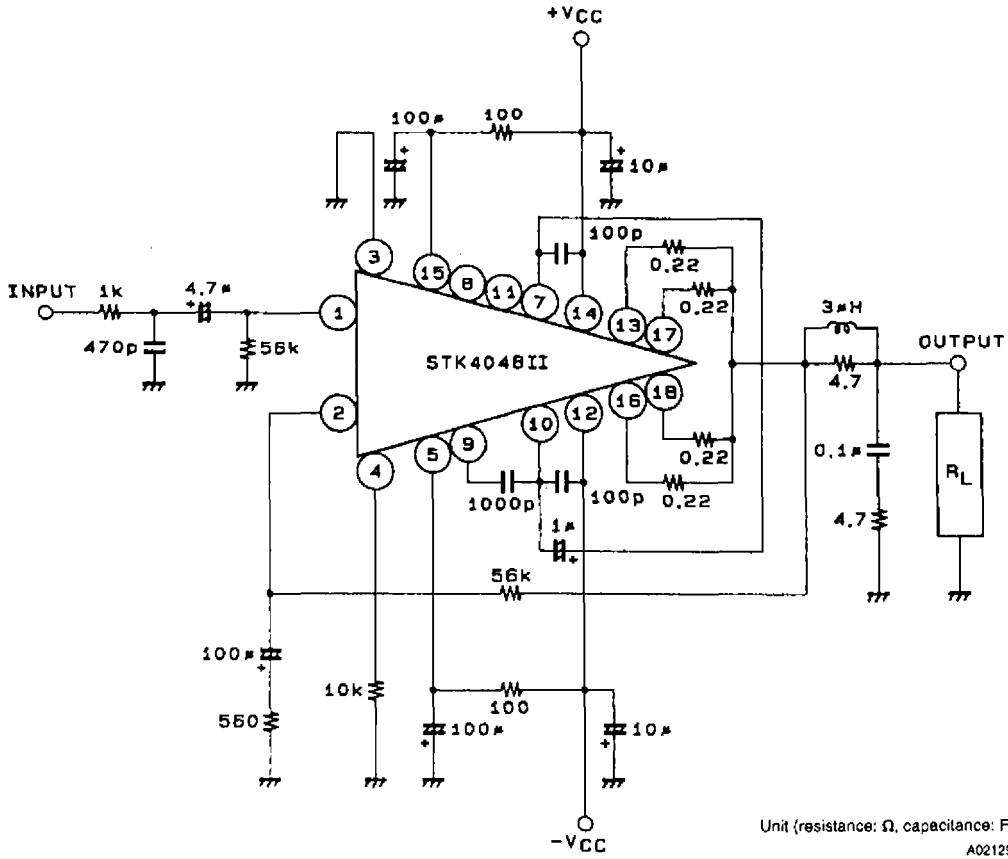 +VCC
100µ
100
10µ
100p
3
15
8
11
7
14
13
17
0.22
0.22
3µH
INPUT
1k
4.7µ
+
470p
56k
1
STK4048II
OUTPUT
4.7
2
4
5
9
10
12
16
18
0.22
0.22
1000p
100p
1µ
+
0.1µ
4.7
RL
56k
100µ
+
560
10k
100
+
100µ
+
10µ
-VCC
Unit (resistance: Ω, capacitance: F
A02129